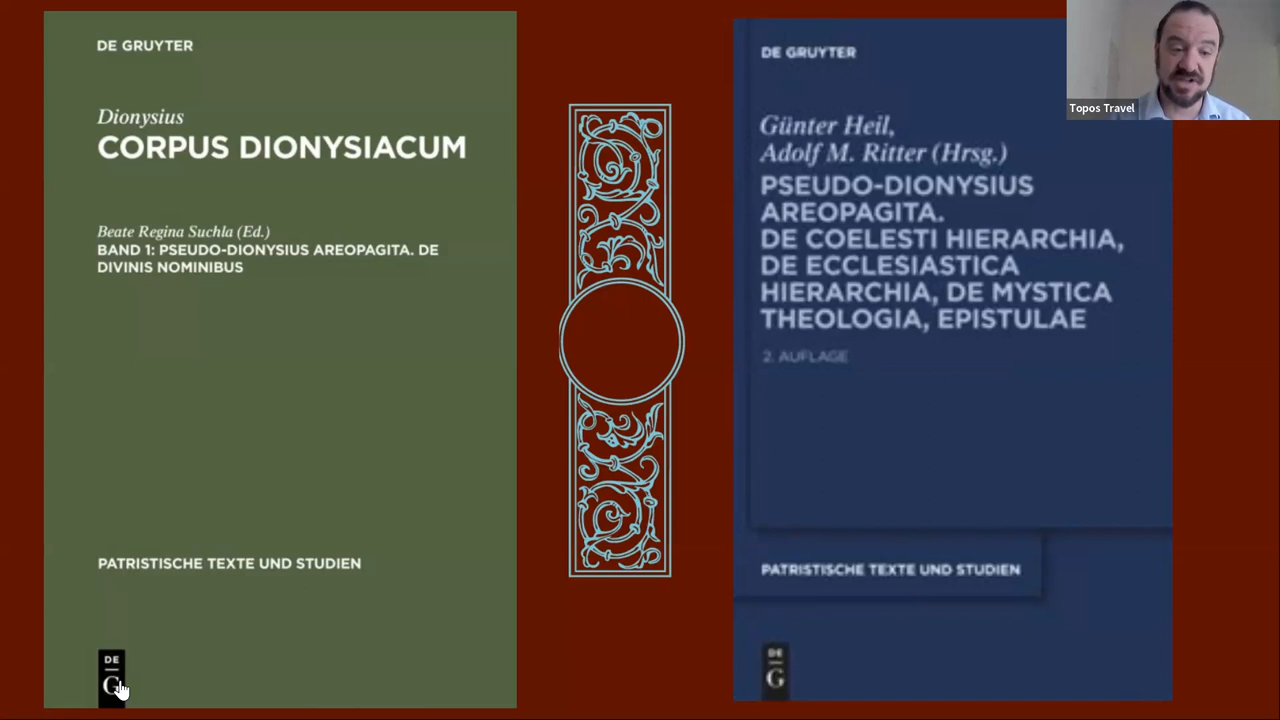 DE GRUYTER
Dionysius
CORPUS DIONYSIACUM
Beate Regina Suchla (Ed.)
BAND 1: PSEUDO-DIONYSIUS AREOPAGITA. DE
DIVINIS NOMINIBUS
PATRISTISCHE TEXTE UND STUDIEN
DE
G
DE GRUYTER
Günter Heil,
Adolf M. Ritter (Hrsg.)
PSEUDO-DIONYSIUS
AREOPAGITA.
DE COELESTI HIERARCHIA,
DE ECCLESIASTICA
HIERARCHIA, DE MYSTICA
THEOLOGIA, EPISTULAE
2. AUFLAGE
PATRISTISCHE TEXTE UND STUDIEN
DE
G
Topos Travel